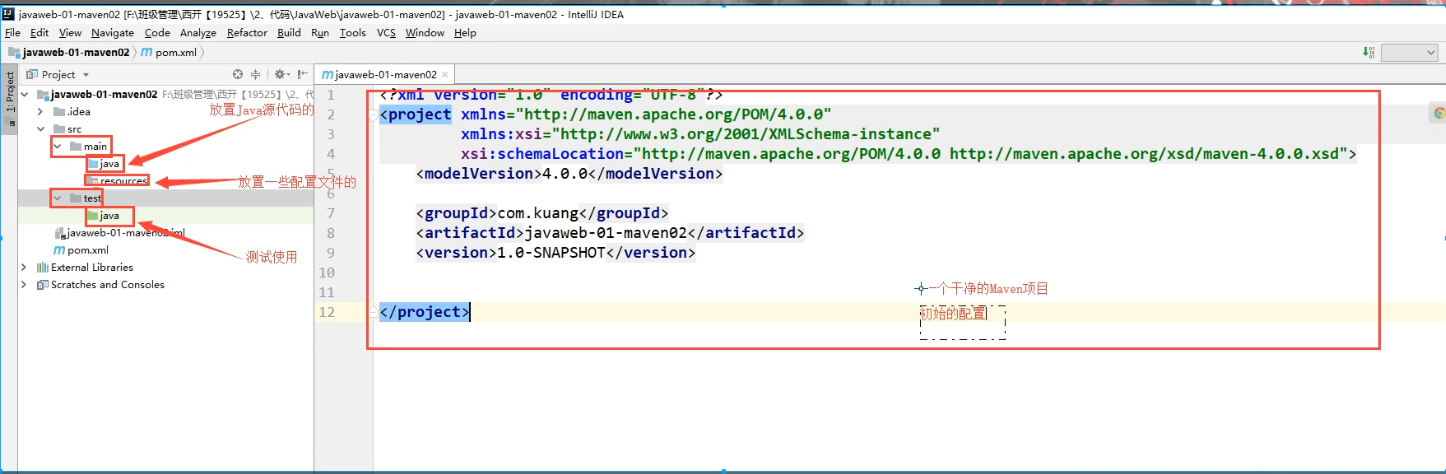 javaweb-01-maven02 [F:\班级管理\西开【19525】\2、代码\JavaWeb\javaweb-01-maven02] - javaweb-01-maven02 - IntelliJ IDEA
File Edit View Navigate Code Analyze Refactor Build Run Tools VCS Window Help
javaweb-01-maven02 m pom.xml
1: Project
Project
m javaweb-01-maven02
javaweb-01-maven02 F:\班级管理\西开【19525】\2、代
.idea
放置Java源代码的
src
main
java
resources
放置一些配置文件的
test
java
javaweb-01-maven02.iml
m pom.xml
测试使用
External Libraries
Scratches and Consoles
1 <?xml version="1.0" encoding="UTF-8"?>
2 <project xmlns="http://maven.apache.org/POM/4.0.0"
3 xmlns:xsi="http://www.w3.org/2001/XMLSchema-instance"
4 xsi:schemaLocation="http://maven.apache.org/POM/4.0.0 http://maven.apache.org/xsd/maven-4.0.0.xsd">
5 <modelVersion>4.0.0</modelVersion>
6
7 <groupId>com.kuang</groupId>
8 <artifactId>javaweb-01-maven02</artifactId>
9 <version>1.0-SNAPSHOT</version>
10
11
一个干净的Maven项目
12 </project>
初始的配置